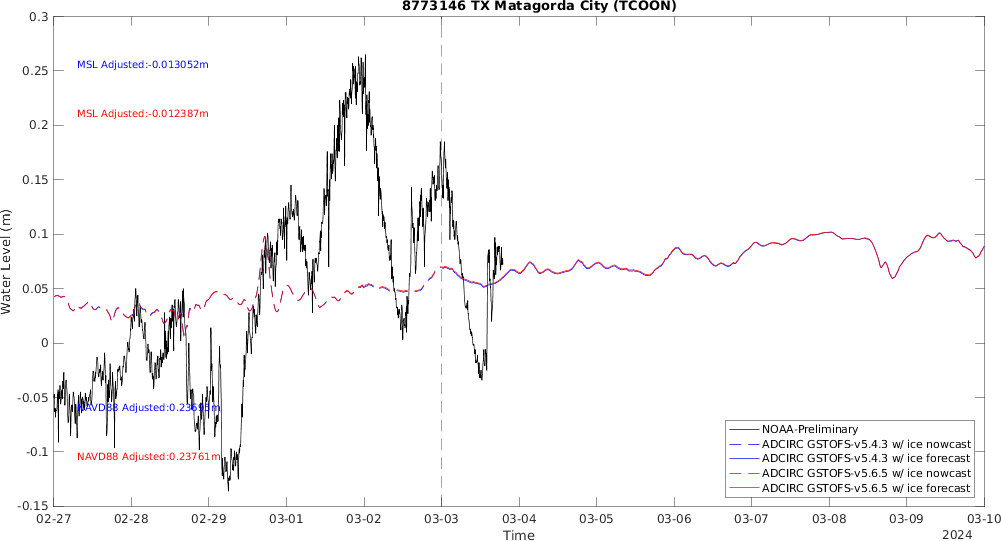 8773146 TX Matagorda City (TCOON)
0.3
0.25
0.2
0.15
0.1
0.05
0
-0.05
-0.1
-0.15
Water Level (m)
MSL Adjusted:-0.013052m
MSL Adjusted:-0.012387m
NAVD88 Adjusted:0.23695m
NAVD88 Adjusted:0.23761m
NOAA-Preliminary
ADCIRC GSTOFS-v5.4.3 w/ ice nowcast
ADCIRC GSTOFS-v5.4.3 w/ ice forecast
ADCIRC GSTOFS-v5.6.5 w/ ice nowcast
ADCIRC GSTOFS-v5.6.5 w/ ice forecast
02-27 02-28 02-29 03-01 03-02 03-03 03-04 03-05 03-06 03-07 03-08 03-09 03-10
Time
2024